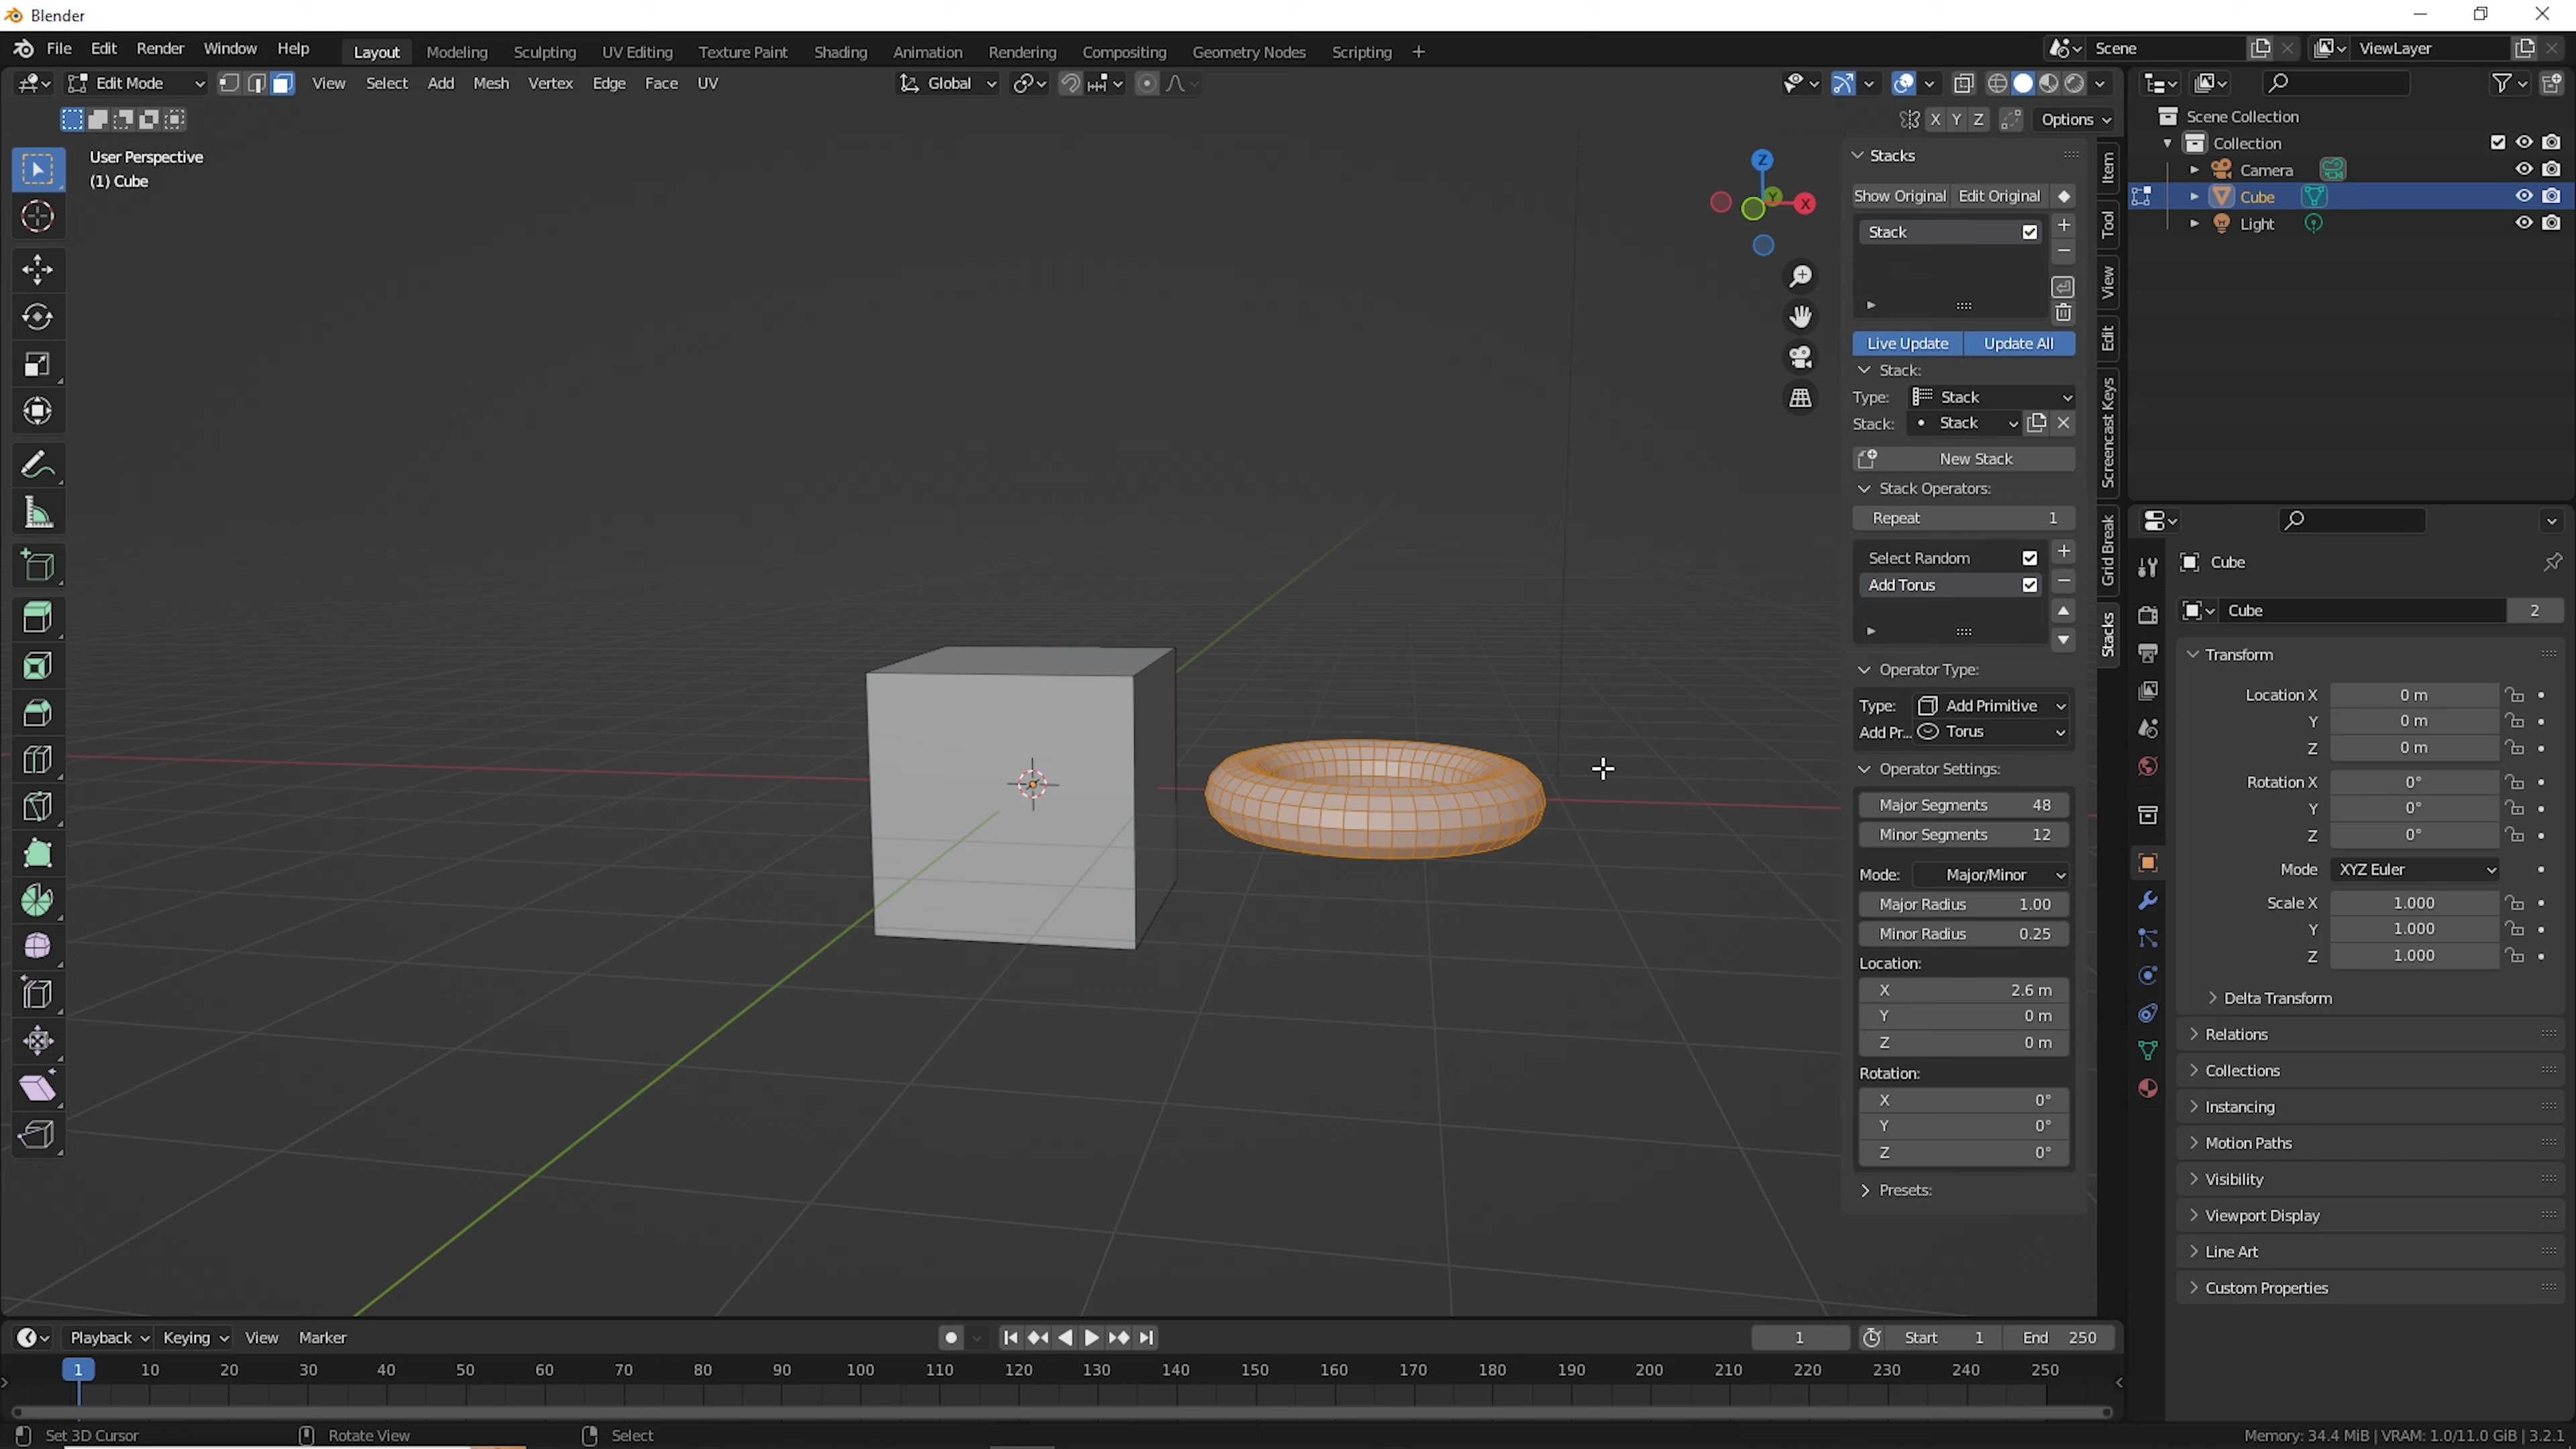 Blender
File Edit Render Window Help Layout Modeling Sculpting UV Editing Texture Paint Shading Animation Rendering Compositing Geometry Nodes Scripting + Scene ViewLayer
Edit Mode View Select Add Mesh Vertex Edge Face UV Global
X Y Z Options
User Perspective
(1) Cube
Z
Y
X
Stacks
Show Original Edit Original
Stack
Live Update Update All
Stack:
Type: Stack
Stack: Stack
New Stack
Stack Operators:
Repeat 1
Select Random
Add Torus
Operator Type:
Type: Add Primitive
Add Pr... Torus
Operator Settings:
Major Segments 48
Minor Segments 12
Mode: Major/Minor
Major Radius 1.00
Minor Radius 0.25
Location:
X 2.6 m
Y 0 m
Z 0 m
Rotation:
X 0°
Y 0°
Z 0°
Presets:
Item
Tool
View
Edit
Screencast Keys
Grid Break
Stacks
Scene Collection
Collection
Camera
Cube
Light
Cube
Cube 2
Transform
Location X 0 m
Y 0 m
Z 0 m
Rotation X 0°
Y 0°
Z 0°
Mode XYZ Euler
Scale X 1.000
Y 1.000
Z 1.000
Delta Transform
Relations
Collections
Instancing
Motion Paths
Visibility
Viewport Display
Line Art
Custom Properties
Playback Keying View Marker 1 Start 1 End 250
1 10 20 30 40 50 60 70 80 90 100 110 120 130 140 150 160 170 180 190 200 210 220 230 240 250
Set 3D Cursor Rotate View Select Memory: 34.4 MiB | VRAM: 1.0/11.0 GiB | 3.2.1